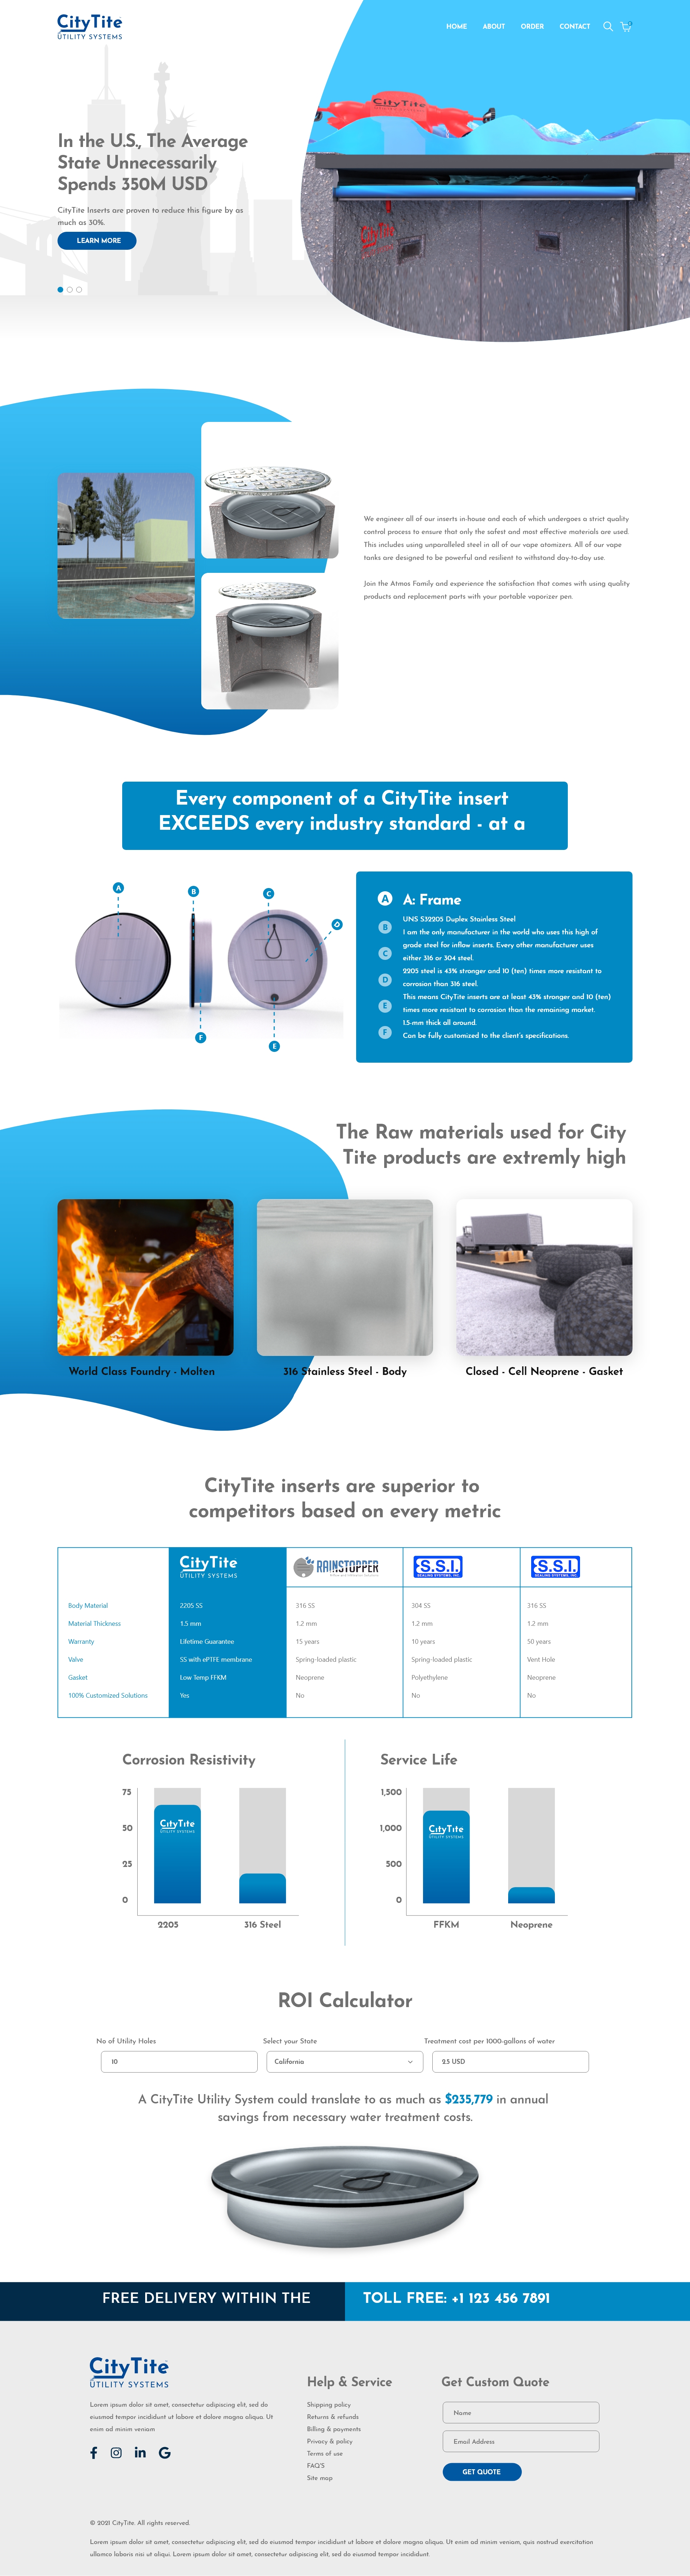 CityTite
UTILITY SYSTEMS
HOME ABOUT ORDER CONTACT
CityTite
In the U.S., The Average
State Unnecessarily
Spends 350M USD
CityTite Inserts are proven to reduce this figure by as
much as 30%.
LEARN MORE
CityTite
We engineer all of our inserts in-house and each of which undergoes a strict quality
control process to ensure that only the safest and most effective materials are used.
This includes using unparalleled steel in all of our vape atomizers. All of our vape
tanks are designed to be powerful and resilient to withstand day-to-day use.
Join the Atmos Family and experience the satisfaction that comes with using quality
products and replacement parts with your portable vaporizer pen.
Every component of a CityTite insert
EXCEEDS every industry standard - at a
A
B
C
D
F
E
A
B
C
D
E
F
A: Frame
UNS S32205 Duplex Stainless Steel
I am the only manufacturer in the world who uses this high of
grade steel for inflow inserts. Every other manufacturer uses
either 316 or 304 steel.
2205 steel is 43% stronger and 10 (ten) times more resistant to
corrosion than 316 steel.
This means CityTite inserts are at least 43% stronger and 10 (ten)
times more resistant to corrosion than the remaining market.
1.5-mm thick all around.
Can be fully customized to the client's specifications.
The Raw materials used for City
Tite products are extremly high
World Class Foundry - Molten
316 Stainless Steel - Body
Closed - Cell Neoprene - Gasket
CityTite inserts are superior to
competitors based on every metric
CityTite
UTILITY SYSTEMS
RAINSTOPPER
S.S.I.
SEALING SYSTEMS, INC.
S.S.I.
SEALING SYSTEMS, INC.
Body Material 2205 SS 316 SS 304 SS 316 SS
Material Thickness 1.5 mm 1.2 mm 1.2 mm 1.2 mm
Warranty Lifetime Guarantee 15 years 10 years 50 years
Valve SS with ePTFE membrane Spring-loaded plastic Spring-loaded plastic Vent Hole
Gasket Low Temp FFKM Neoprene Polyethylene Neoprene
100% Customized Solutions Yes No No No
Corrosion Resistivity
75
50
25
0
CityTite
UTILITY SYSTEMS
2205 316 Steel
Service Life
1,500
1,000
500
0
CityTite
UTILITY SYSTEMS
FFKM Neoprene
ROI Calculator
No of Utility Holes
Select your State
Treatment cost per 1000-gallons of water
10
California
2.5 USD
A CityTite Utility System could translate to as much as $235,779 in annual
savings from necessary water treatment costs.
FREE DELIVERY WITHIN THE
TOLL FREE: +1 123 456 7891
CityTite
UTILITY SYSTEMS
Lorem ipsum dolor sit amet, consectetur adipiscing elit, sed do
eiusmod tempor incididunt ut labore et dolore magna aliqua. Ut
enim ad minim veniam
Help & Service
Shipping policy
Returns & refunds
Billing & payments
Privacy & policy
Terms of use
FAQ'S
Site map
Get Custom Quote
Name
Email Address
GET QUOTE
© 2021 CityTite. All rights reserved.
Lorem ipsum dolor sit amet, consectetur adipiscing elit, sed do eiusmod tempor incididunt ut labore et dolore magna aliqua. Ut enim ad minim veniam, quis nostrud exercitation
ullamco laboris nisi ut aliqui. Lorem ipsum dolor sit amet, consectetur adipiscing elit, sed do eiusmod tempor incididunt.